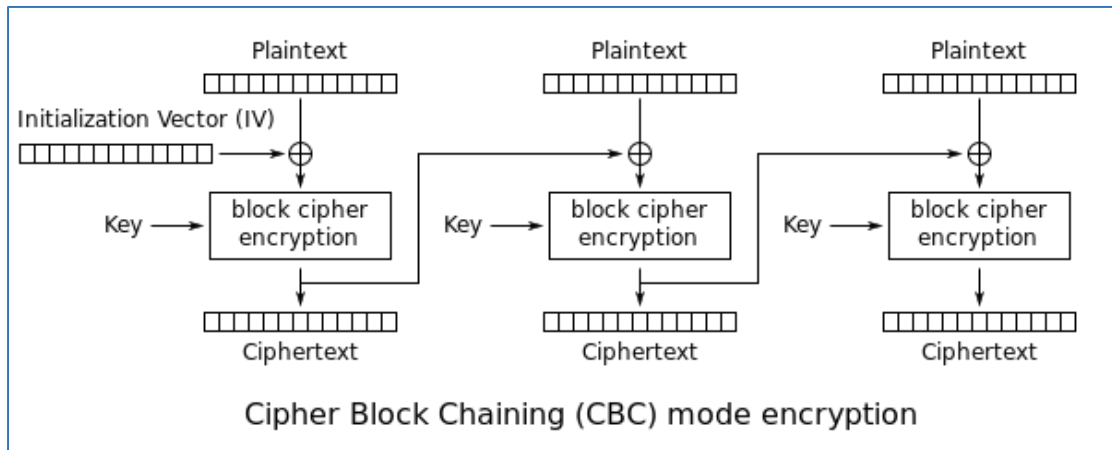 Plaintext Plaintext Plaintext
Initialization Vector (IV)
Key block cipher encryption Key block cipher encryption Key block cipher encryption
Ciphertext Ciphertext Ciphertext
Cipher Block Chaining (CBC) mode encryption